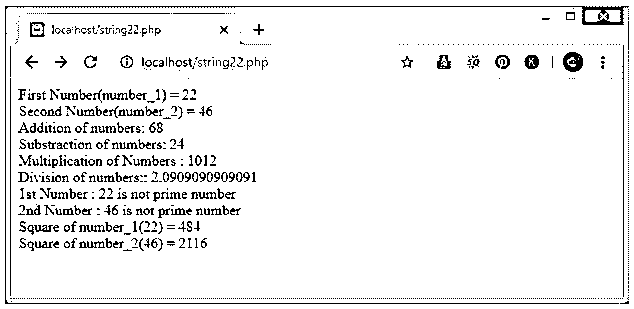 localhost/string22.php
localhost/string22.php
First Number(number_1) = 22
Second Number(number_2) = 46
Addition of numbers: 68
Substraction of numbers: 24
Multiplication of Numbers : 1012
Division of numbers:: 2.0909090909091
1st Number : 22 is not prime number
2nd Number : 46 is not prime number
Square of number_1(22) = 484
Square of number_2(46) = 2116